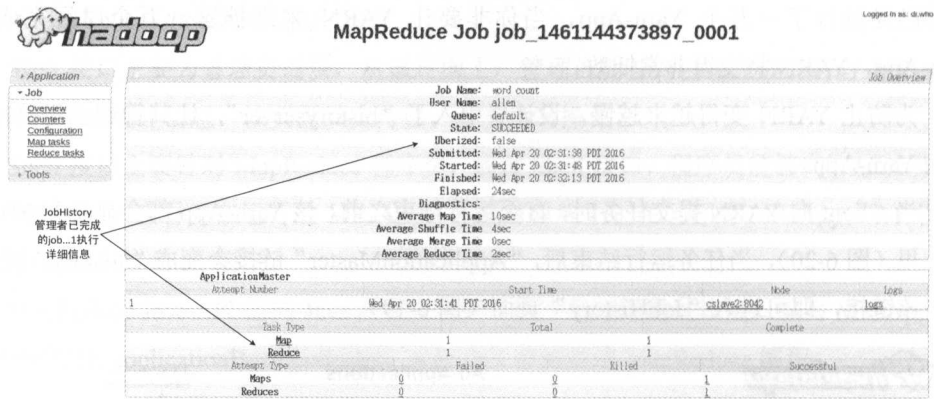 Logged in as: dr.who
hadoop
MapReduce Job job_1461144373897_0001
Application
Job
Overview
Counters
Configuration
Map tasks
Reduce tasks
Tools
Job Overview
Job Name: word count
User Name: allen
Queue: default
State: SUCCEEDED
Uberized: false
Submitted: Wed Apr 20 02:31:38 PDT 2016
Started: Wed Apr 20 02:31:48 PDT 2016
Finished: Wed Apr 20 02:32:13 PDT 2016
Elapsed: 24sec
Diagnostics:
Average Map Time 10sec
Average Shuffle Time 4sec
Average Merge Time 0sec
Average Reduce Time 2sec
JobHistory
管理者已完成
的job...1执行
详细信息
ApplicationMaster
Attempt Number Start Time Node Logs
1 Wed Apr 20 02:31:41 PDT 2016 cslave2:8042 logs
Task Type Total Complete
Map 1 1
Reduce 1 1
Attempt Type Failed Killed Successful
Maps 0 0 1
Reduces 0 0 1